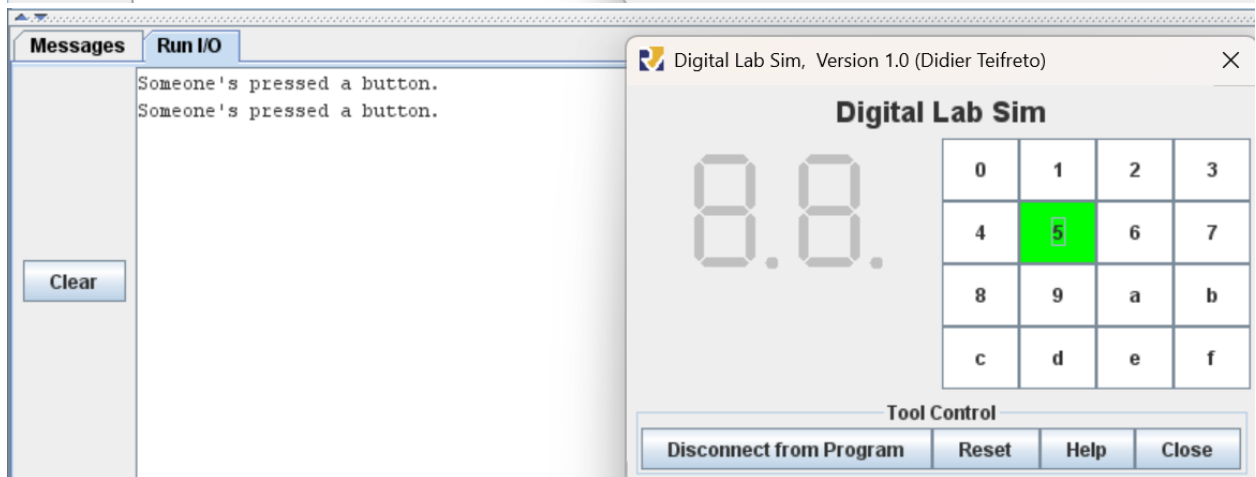 Messages Run I/O
Someone's pressed a button.
Someone's pressed a button.
Clear
Digital Lab Sim, Version 1.0 (Didier Teifreto)
Digital Lab Sim
8.8.
0 1 2 3
4 5 6 7
8 9 a b
c d e f
Tool Control
Disconnect from Program Reset Help Close